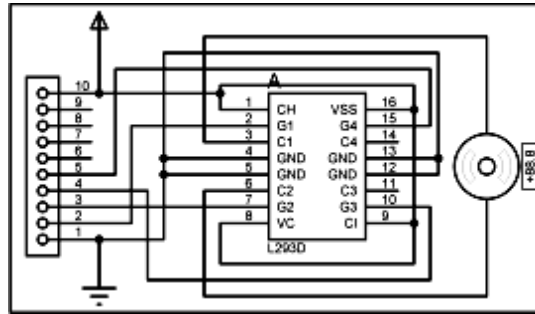 A
10
9
8
7
6
5
4
3
2
1
1 CH VSS 16
2 G1 G4 15
3 C1 C4 14
4 GND GND 13
5 GND GND 12
6 C2 C3 11
7 G2 G3 10
8 VC CI 9
L293D
+88.8